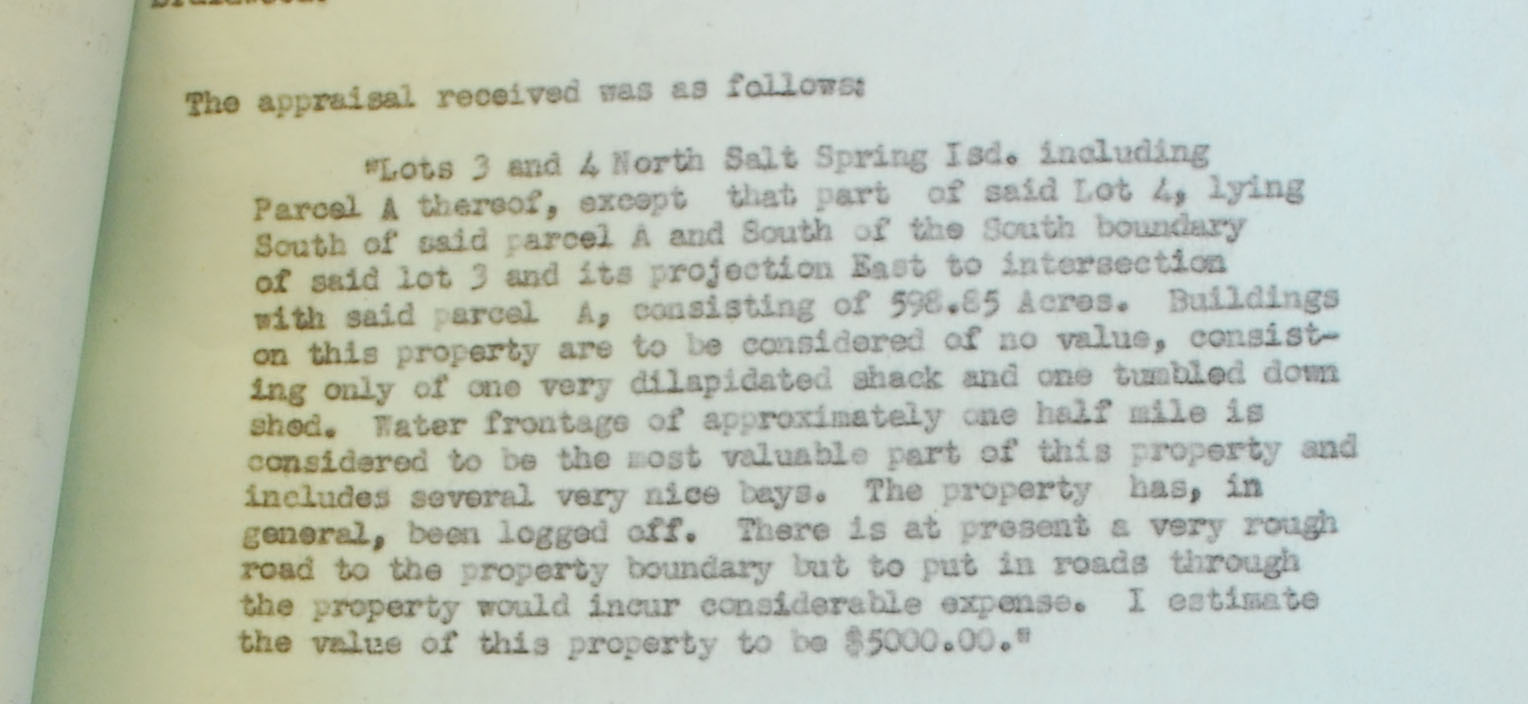 The appraisal received was as follows:
"Lots 3 and 4 North Salt Spring Isd. including
Parcel A thereof, except that part of said Lot 4, lying
South of said parcel A and South of the South boundary
of said lot 3 and its projection East to intersection
with said parcel A, consisting of 598.85 Acres. Buildings
on this property are to be considered of no value, consist-
ing only of one very dilapidated shack and one tumbled down
shed. Water frontage of approximately one half mile is
considered to be the most valuable part of this property and
includes several very nice bays. The property has, in
general, been logged off. There is at present a very rough
road to the property boundary but to put in roads through
the property would incur considerable expense. I estimate
the value of this property to be $5000.00."